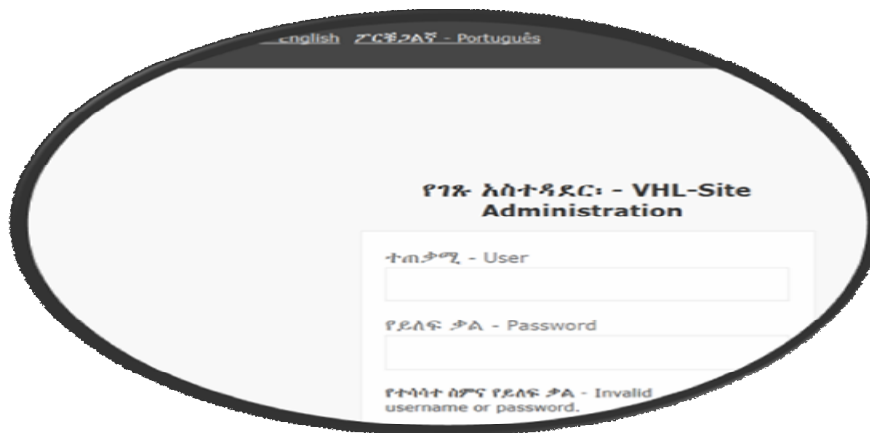 English ፖርቹጋልኛ - Português
የገጹ አስተዳደር፡ - VHL-Site
Administration
ተጠቃሚ - User
የይለፍ ቃል - Password
የተሳሳተ ስምና የይለፍ ቃል - Invalid
username or password.